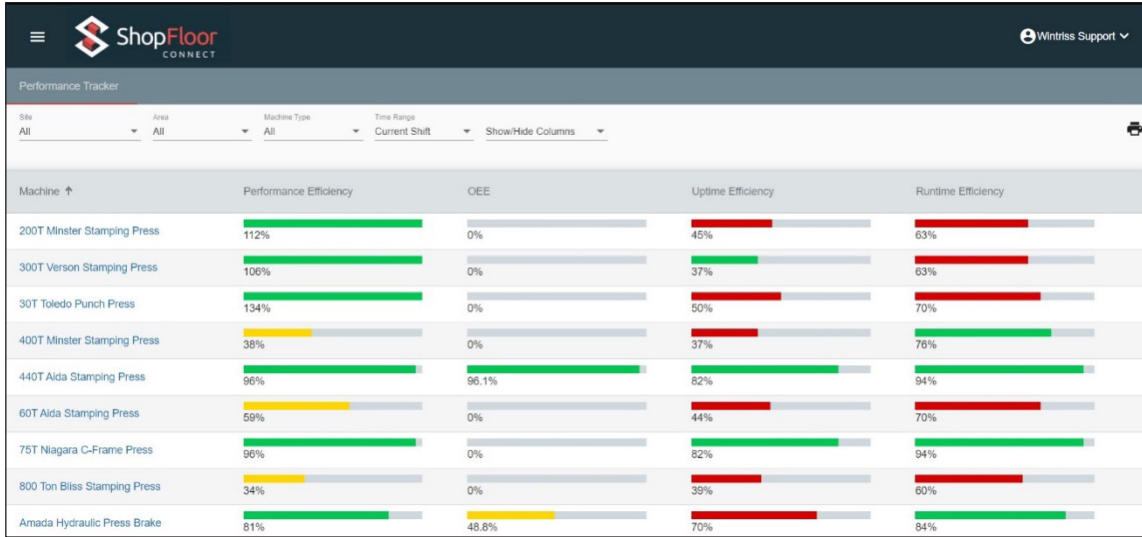 ShopFloor
CONNECT
Wintriss Support
Performance Tracker
Site Area Machine Type Time Range
All All All Current Shift Show/Hide Columns
Machine Performance Efficiency OEE Uptime Efficiency Runtime Efficiency
200T Minster Stamping Press 112% 0% 45% 63%
300T Verson Stamping Press 106% 0% 37% 63%
30T Toledo Punch Press 134% 0% 50% 70%
400T Minster Stamping Press 38% 0% 37% 76%
440T Aida Stamping Press 96% 96.1% 82% 94%
60T Aida Stamping Press 59% 0% 44% 70%
75T Niagara C-Frame Press 96% 0% 82% 94%
800 Ton Bliss Stamping Press 34% 0% 39% 60%
Amada Hydraulic Press Brake 81% 48.8% 70% 84%